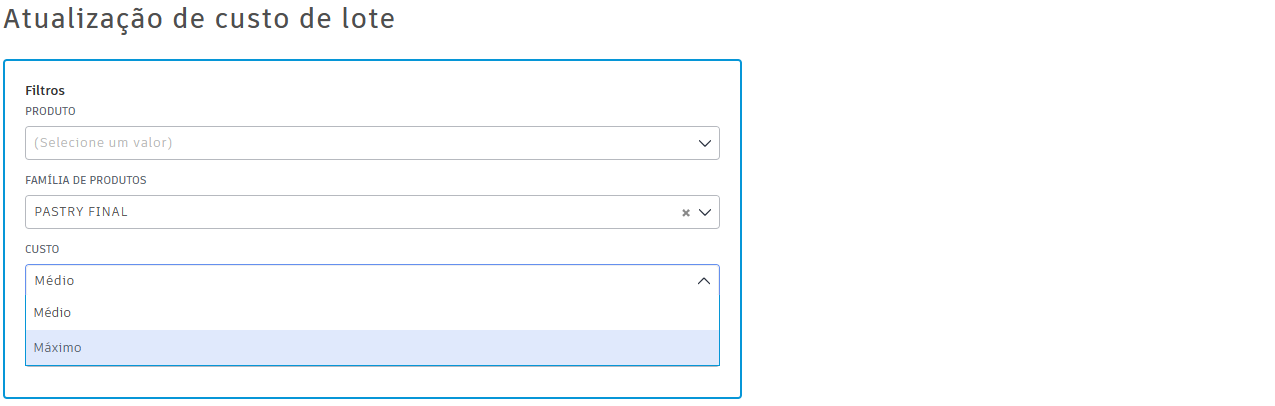 Atualização de custo de lote
Filtros
PRODUTO
(Selecione um valor)
FAMÍLIA DE PRODUTOS
PASTRY FINAL
CUSTO
Médio
Médio
Máximo